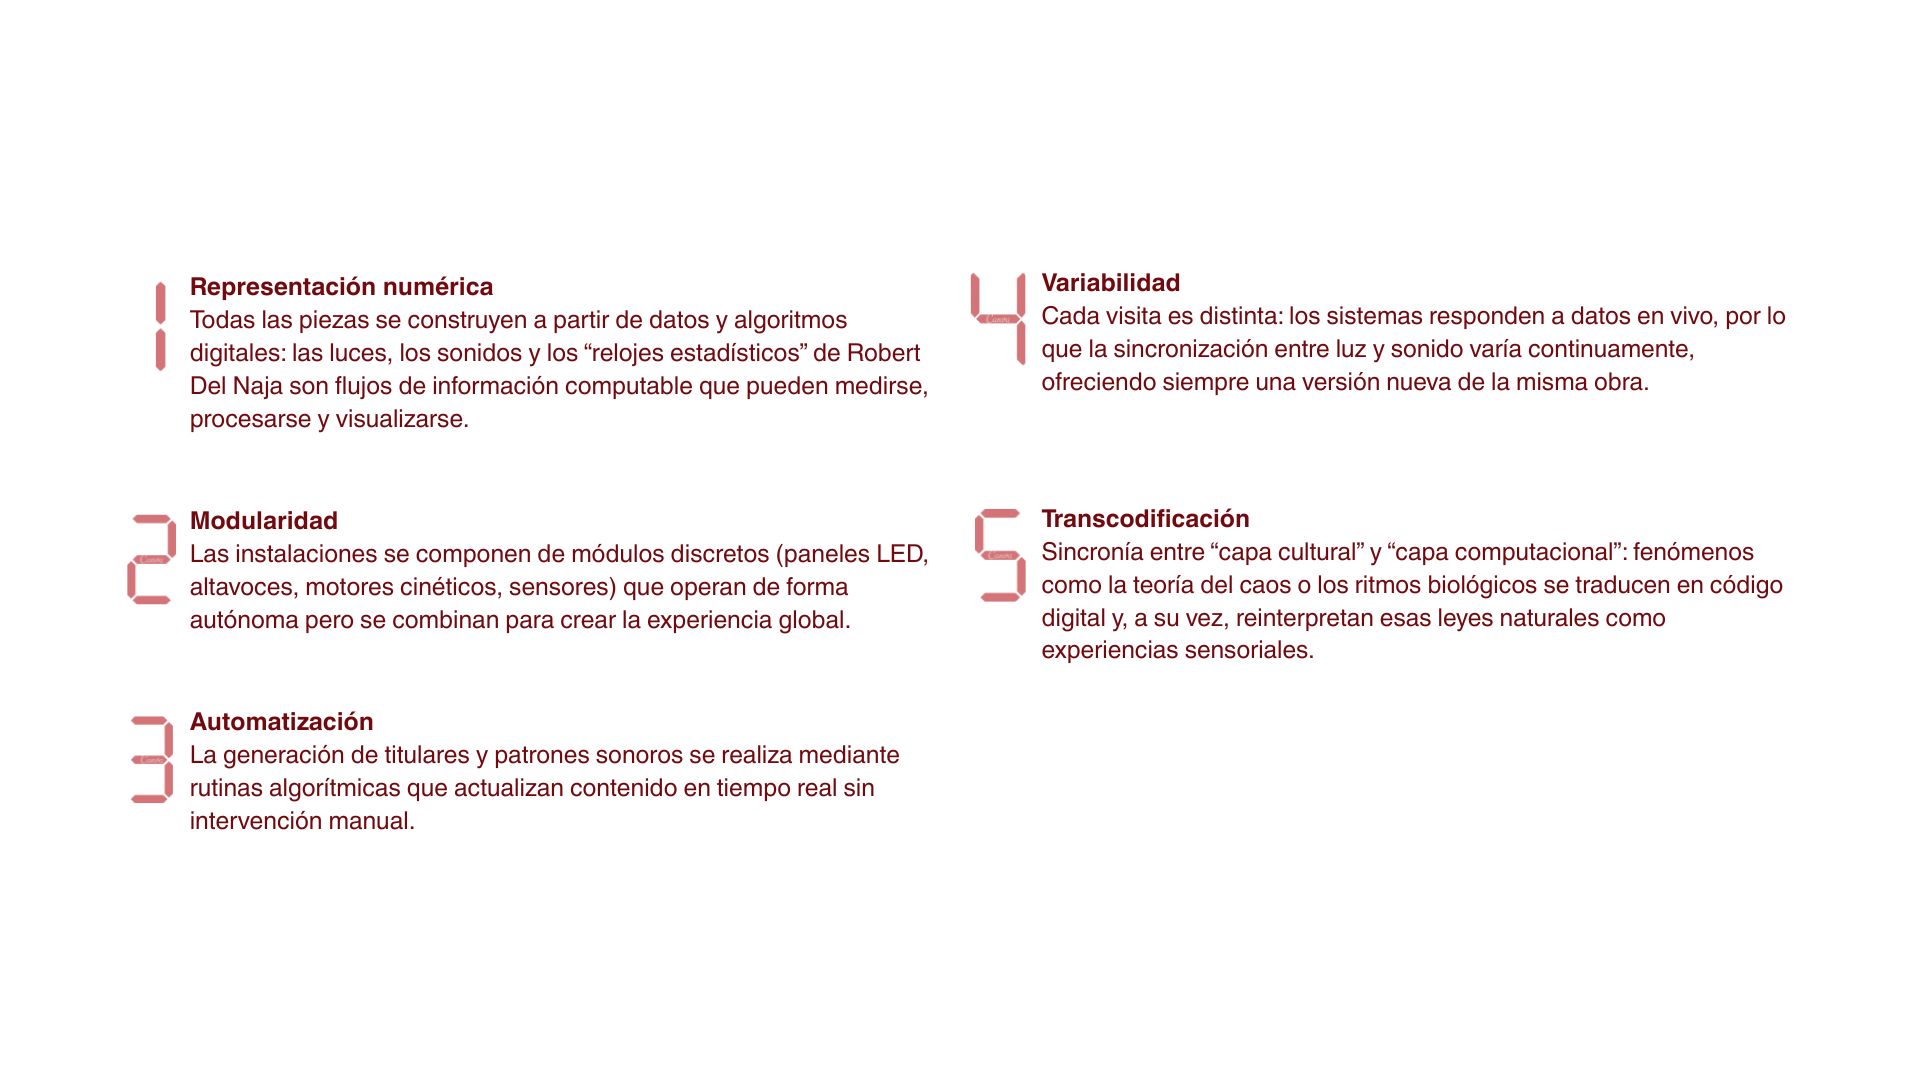 1
Representación numérica
Todas las piezas se construyen a partir de datos y algoritmos
digitales: las luces, los sonidos y los “relojes estadísticos” de Robert
Del Naja son flujos de información computable que pueden medirse,
procesarse y visualizarse.
2
Modularidad
Las instalaciones se componen de módulos discretos (paneles LED,
altavoces, motores cinéticos, sensores) que operan de forma
autónoma pero se combinan para crear la experiencia global.
3
Automatización
La generación de titulares y patrones sonoros se realiza mediante
rutinas algorítmicas que actualizan contenido en tiempo real sin
intervención manual.
4
Variabilidad
Cada visita es distinta: los sistemas responden a datos en vivo, por lo
que la sincronización entre luz y sonido varía continuamente,
ofreciendo siempre una versión nueva de la misma obra.
5
Transcodificación
Sincronía entre “capa cultural” y “capa computacional”: fenómenos
como la teoría del caos o los ritmos biológicos se traducen en código
digital y, a su vez, reinterpretan esas leyes naturales como
experiencias sensoriales.